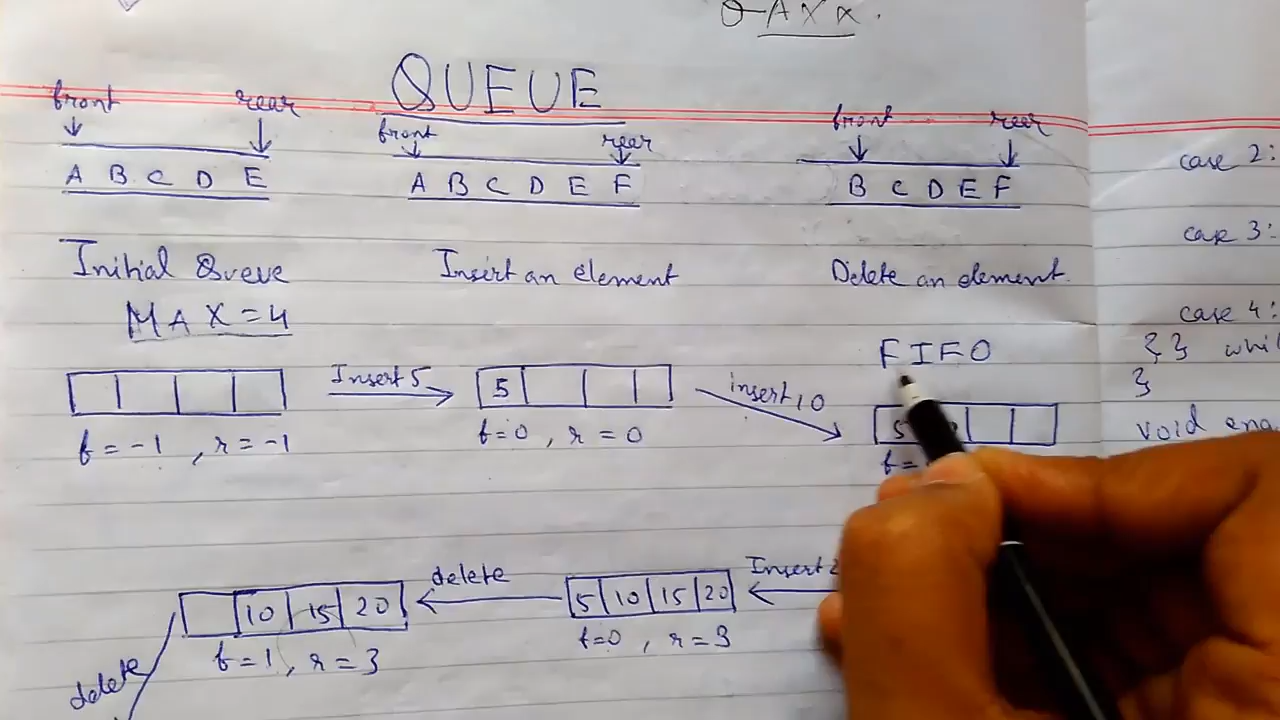 QUEUE
front rear
A B C D E
front rear
A B C D E F
front rear
B C D E F
Initial Queue
Insert an element
Delete an element.
MAX=4
FIFO
Insert 5
5
insert 10
5
f=-1, r=-1
f=0, r=0
f=
delete
5 10 15 20
Insert
10 15 20
f=0, r=3
f=1, r=3
delete
case 2:
case 3:
case 4:
}}
}
void